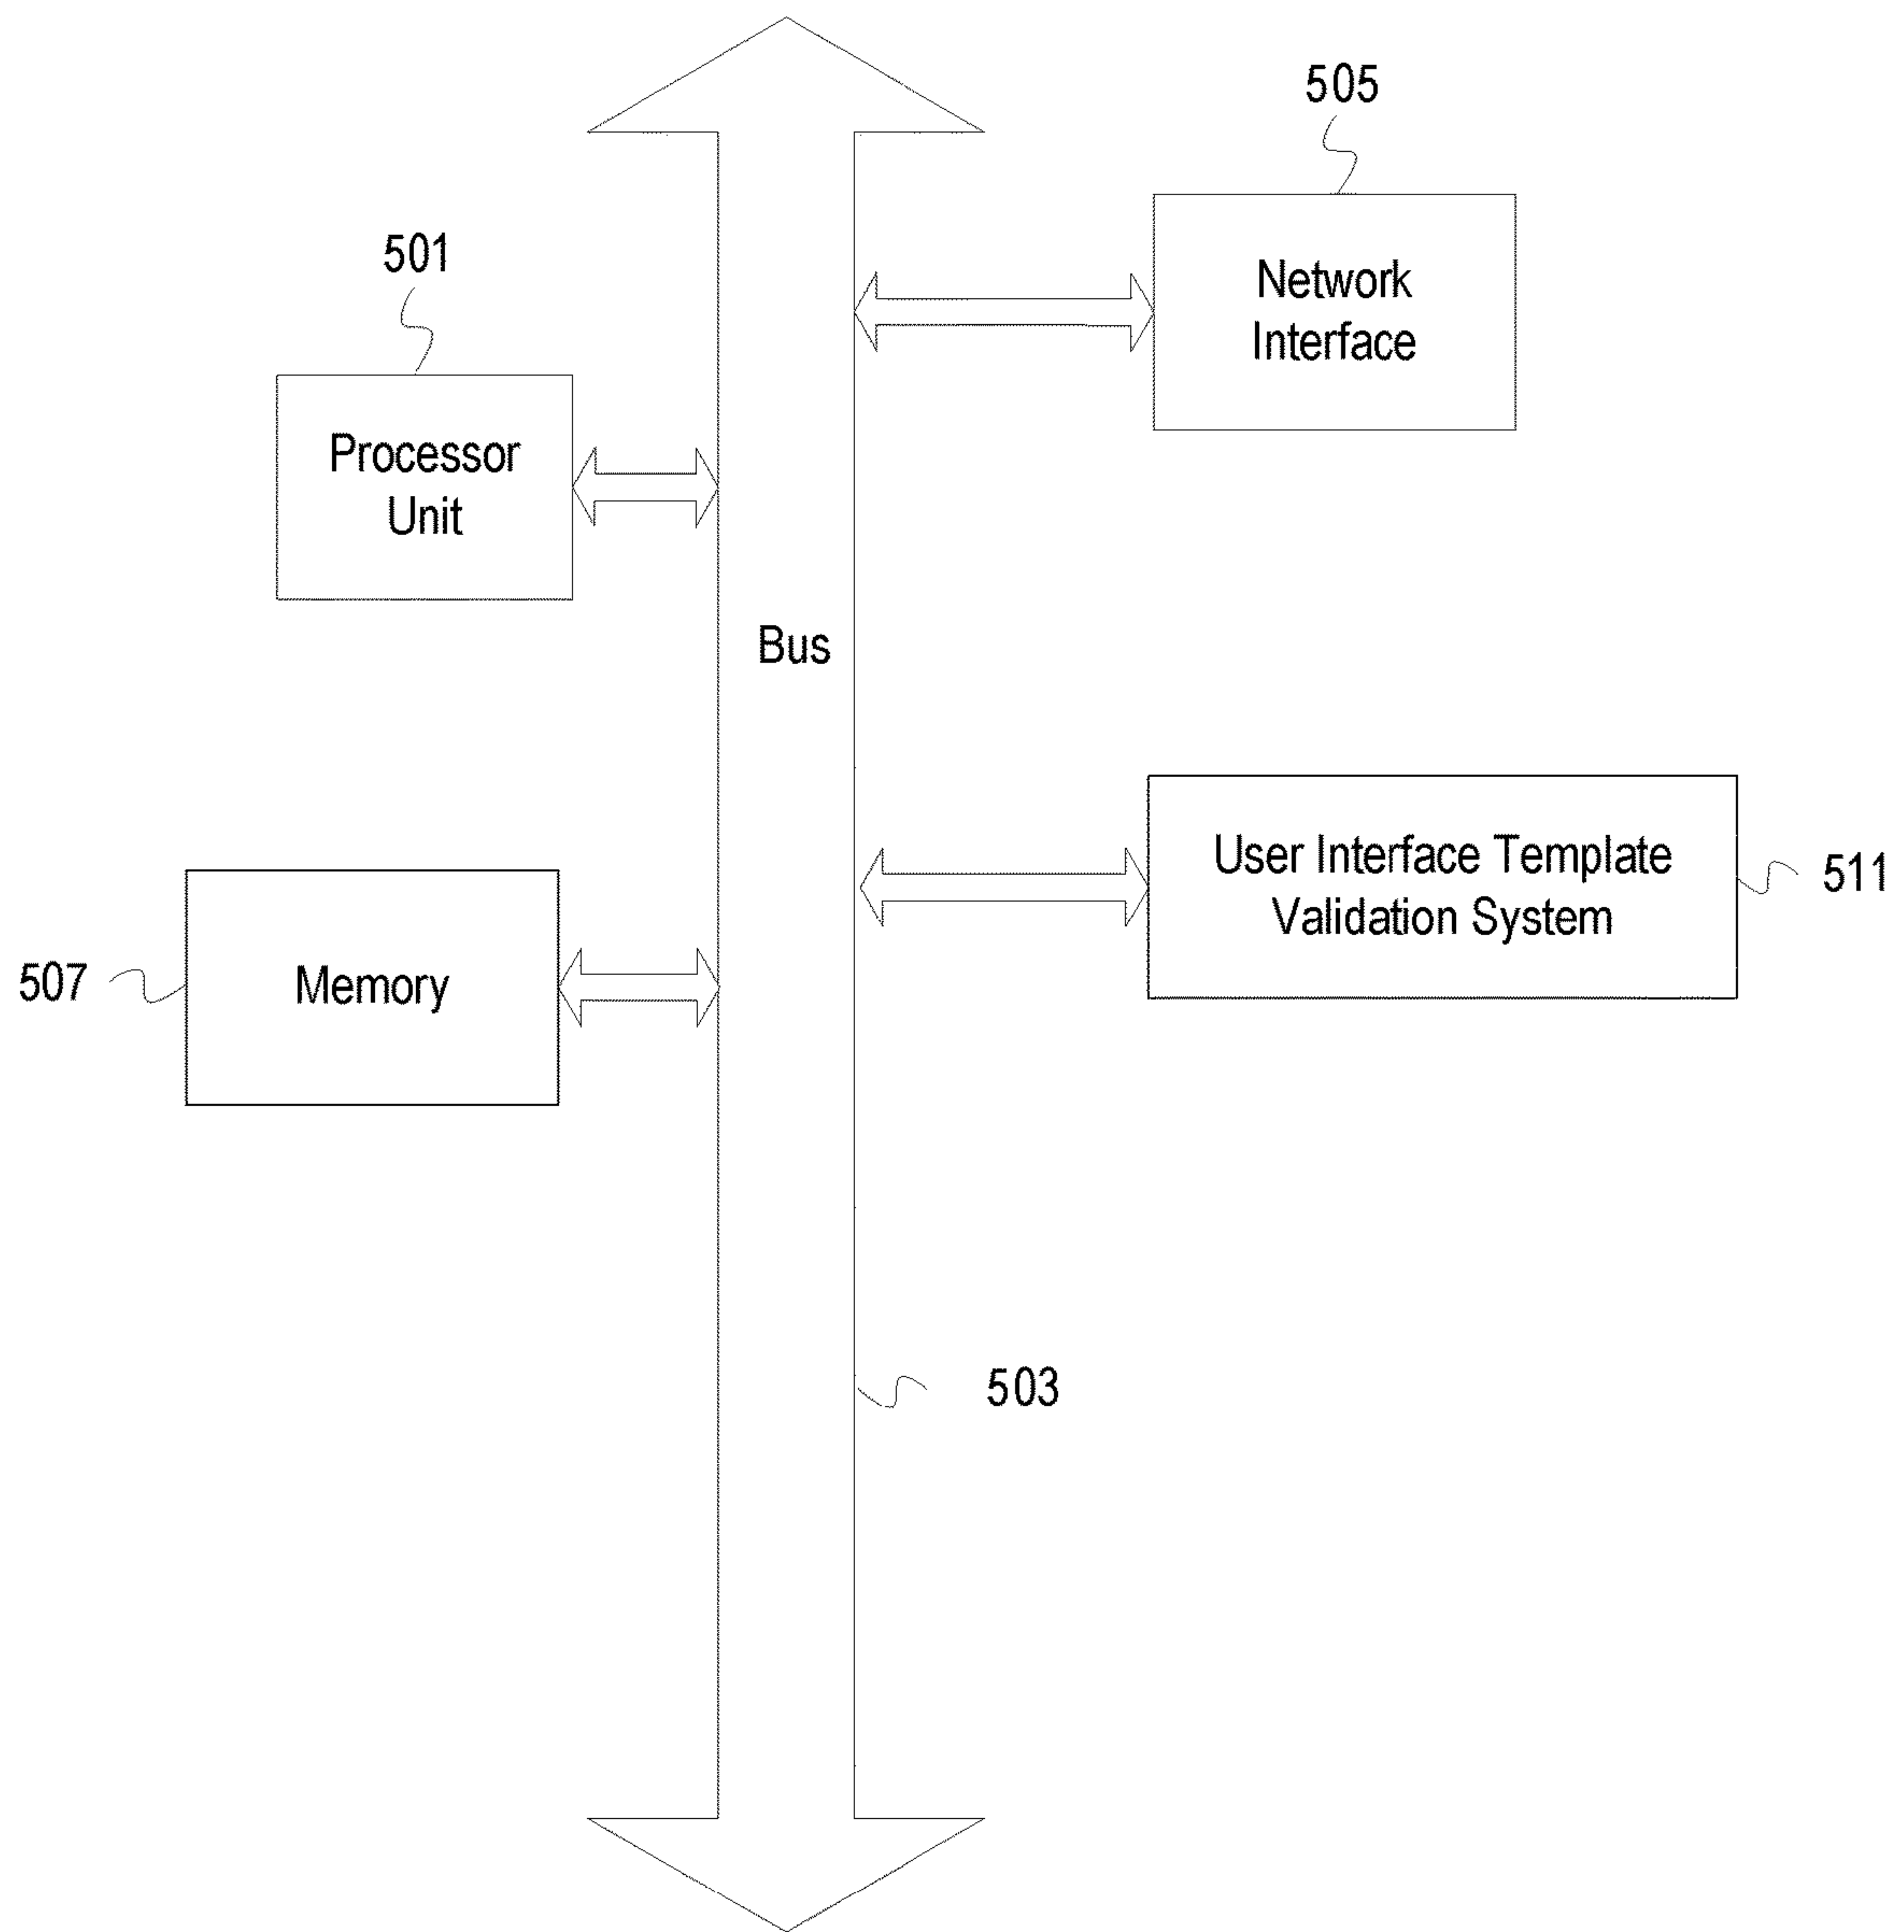 505
Network
Interface
501
Processor
Unit
Bus
User Interface Template
Validation System
511
507
Memory
503